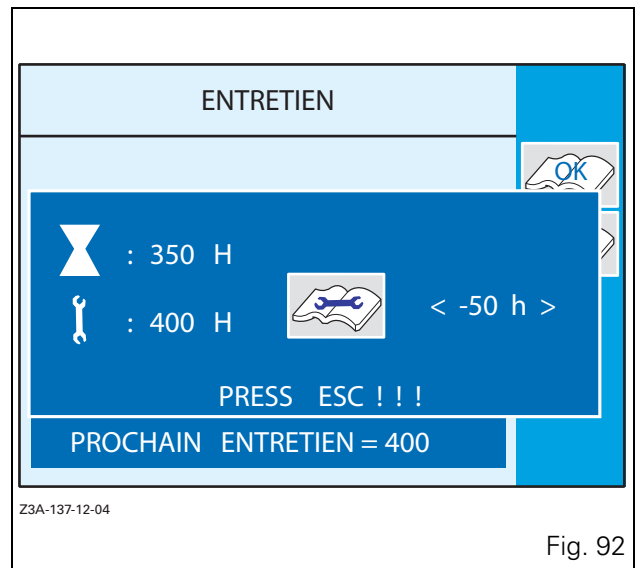 ENTRETIEN
OK
: 350 H
: 400 H
< -50 h >
PRESS ESC ! ! !
PROCHAIN ENTRETIEN = 400
Z3A-137-12-04
Fig. 92